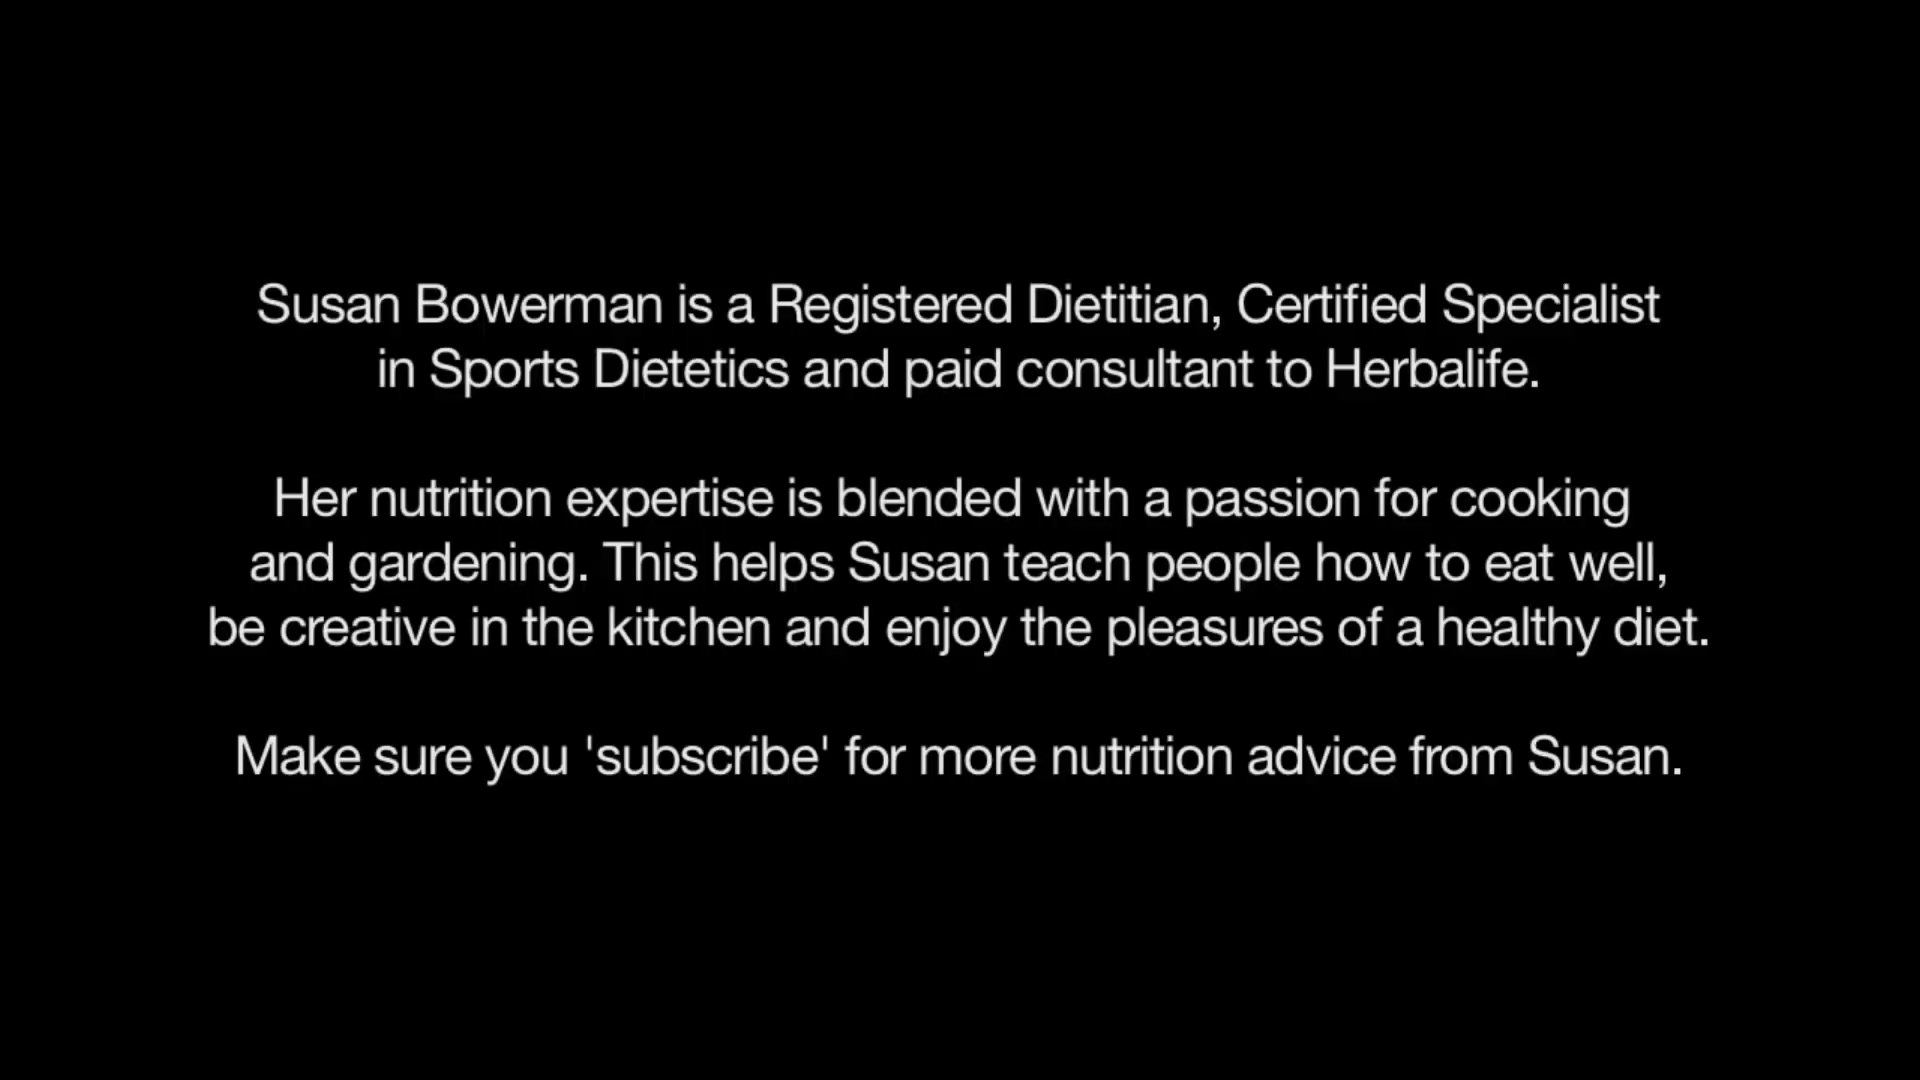 Susan Bowerman is a Registered Dietitian, Certified Specialist
in Sports Dietetics and paid consultant to Herbalife.
Her nutrition expertise is blended with a passion for cooking
and gardening. This helps Susan teach people how to eat well,
be creative in the kitchen and enjoy the pleasures of a healthy diet.
Make sure you 'subscribe' for more nutrition advice from Susan.